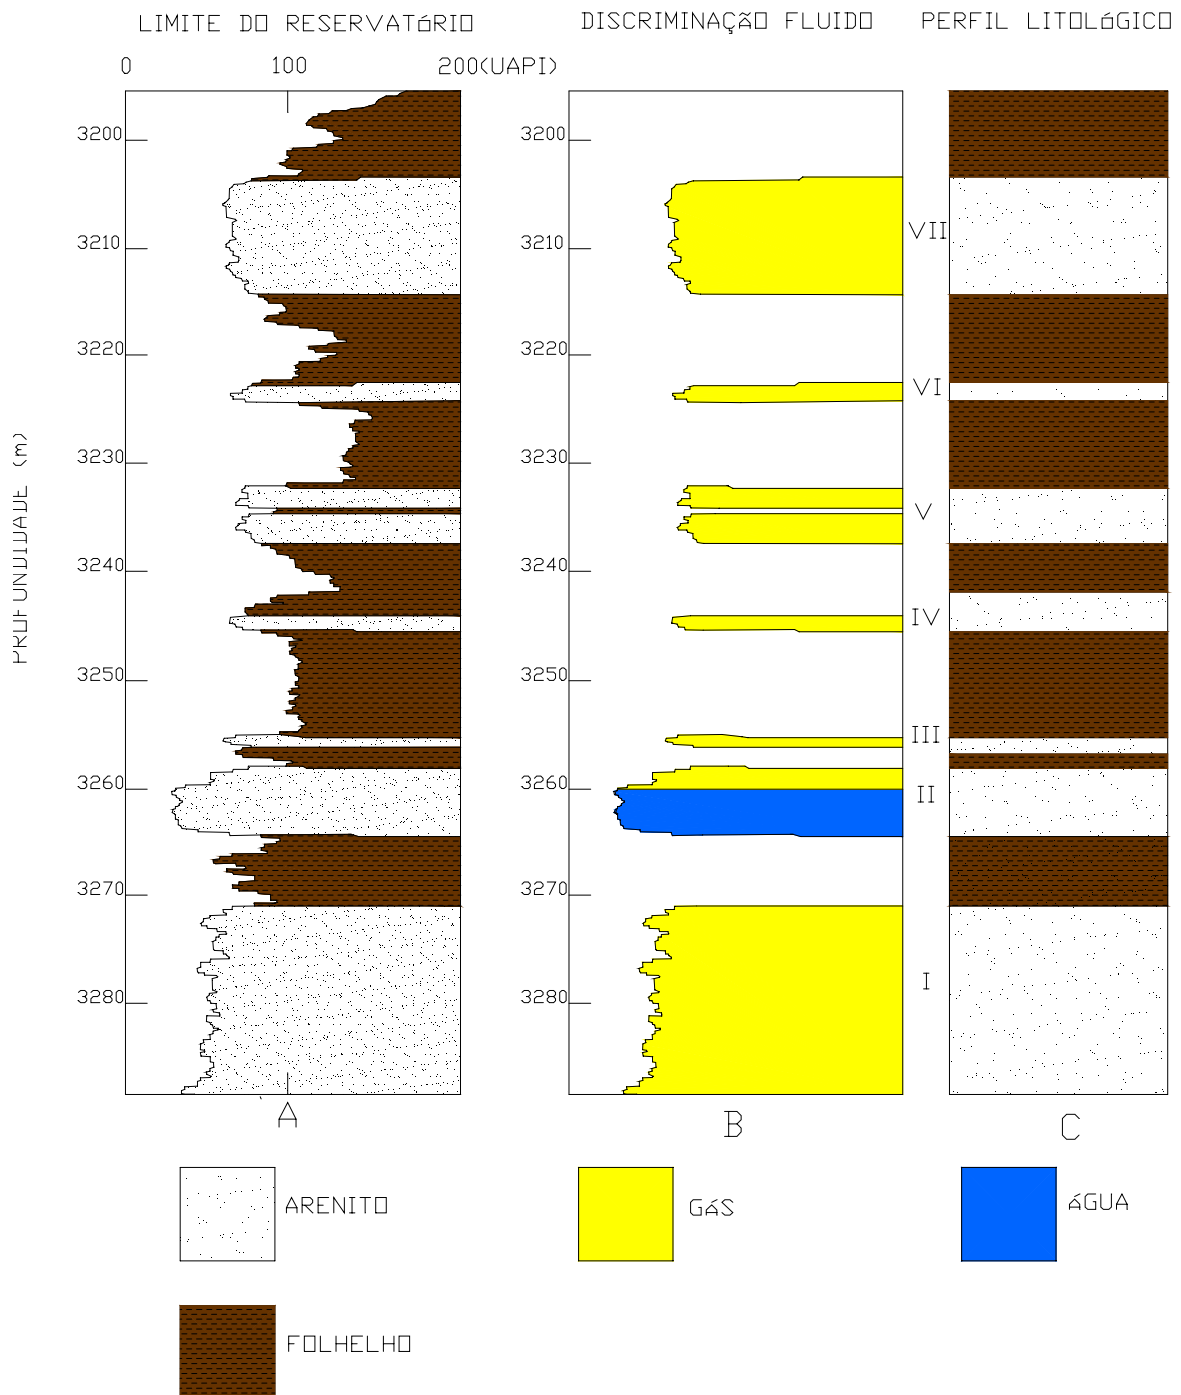 LIMITE DO RESERVATóRIO
DISCRIMINAÇÃO FLUIDO
PERFIL LITOLóGICO
0 100 200(UAPI)
PROFUNDIDADE (m)
3200
3210
3220
3230
3240
3250
3260
3270
3280
3200
3210
3220
3230
3240
3250
3260
3270
3280
VII
VI
V
IV
III
II
I
A
B
C
ARENITO
GáS
áGUA
FOLHELHO